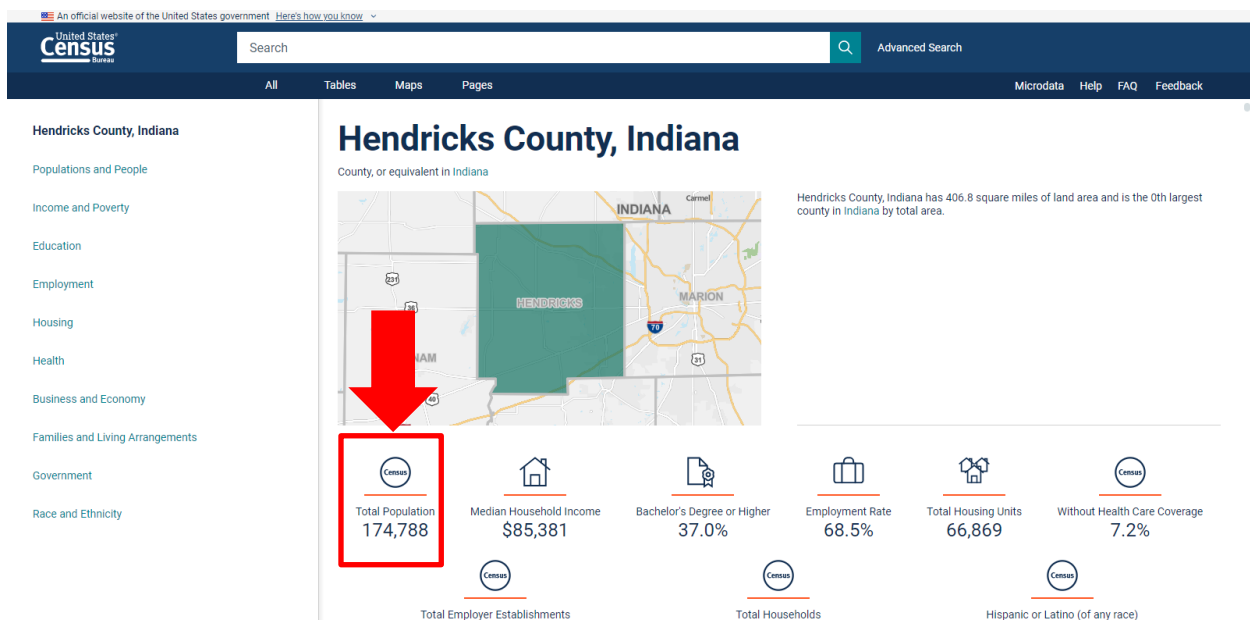 An official website of the United States government Here's how you know
United States®
Census
Bureau
Search
Advanced Search
All Tables Maps Pages
Microdata Help FAQ Feedback
Hendricks County, Indiana
Populations and People
Income and Poverty
Education
Employment
Housing
Health
Business and Economy
Families and Living Arrangements
Government
Race and Ethnicity
Hendricks County, Indiana
County, or equivalent in Indiana
Carmel
INDIANA
231
36
HENDRICKS
MARION
70
31
NAM
40
Hendricks County, Indiana has 406.8 square miles of land area and is the 0th largest
county in Indiana by total area.
Census
Total Population
174,788
Median Household Income
$85,381
Bachelor's Degree or Higher
37.0%
Employment Rate
68.5%
Total Housing Units
66,869
Census
Without Health Care Coverage
7.2%
Census
Total Employer Establishments
Census
Total Households
Census
Hispanic or Latino (of any race)